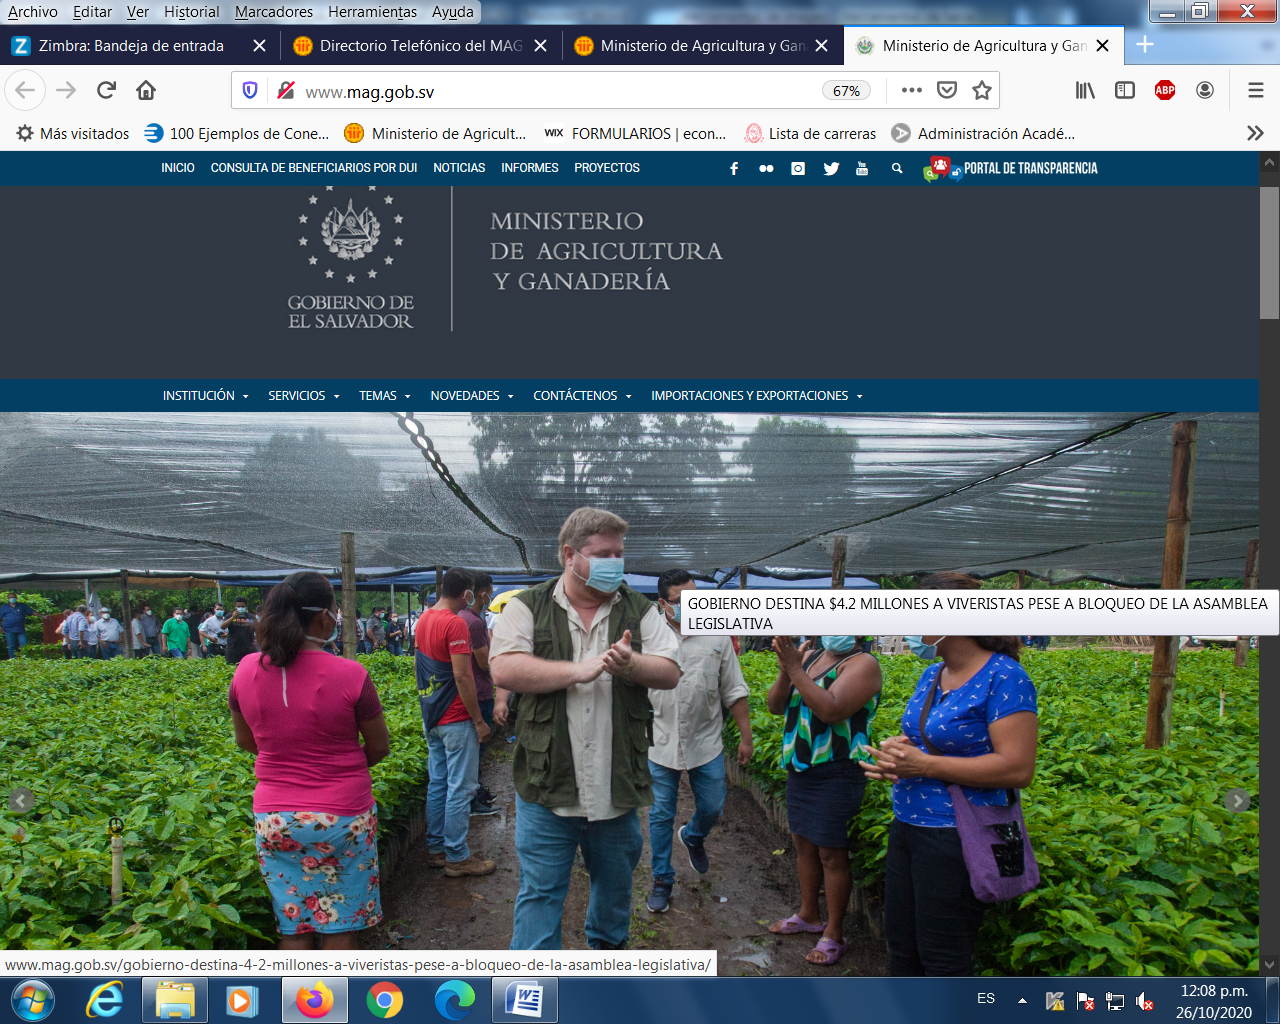 Archivo Editar Ver Historial Marcadores Herramientas Ayuda
Zimbra: Bandeja de entrada
Directorio Telefónico del MAG
Ministerio de Agricultura y Gan
Ministerio de Agricultura y Gan
www.mag.gob.sv
67%
ABP
Más visitados
100 Ejemplos de Cone...
Ministerio de Agricult...
WIX FORMULARIOS | econ...
Lista de carreras
Administración Acadé...
INICIO CONSULTA DE BENEFICIARIOS POR DUI NOTICIAS INFORMES PROYECTOS
PORTAL DE TRANSPARENCIA
GOBIERNO DE
EL SALVADOR
MINISTERIO
DE AGRICULTURA
Y GANADERÍA
INSTITUCIÓN SERVICIOS TEMAS NOVEDADES CONTÁCTENOS IMPORTACIONES Y EXPORTACIONES
GOBIERNO DESTINA $4.2 MILLONES A VIVERISTAS PESE A BLOQUEO DE LA ASAMBLEA
LEGISLATIVA
www.mag.gob.sv/gobierno-destina-4-2-millones-a-viveristas-pese-a-bloqueo-de-la-asamblea-legislativa/
ES
12:08 p.m.
26/10/2020